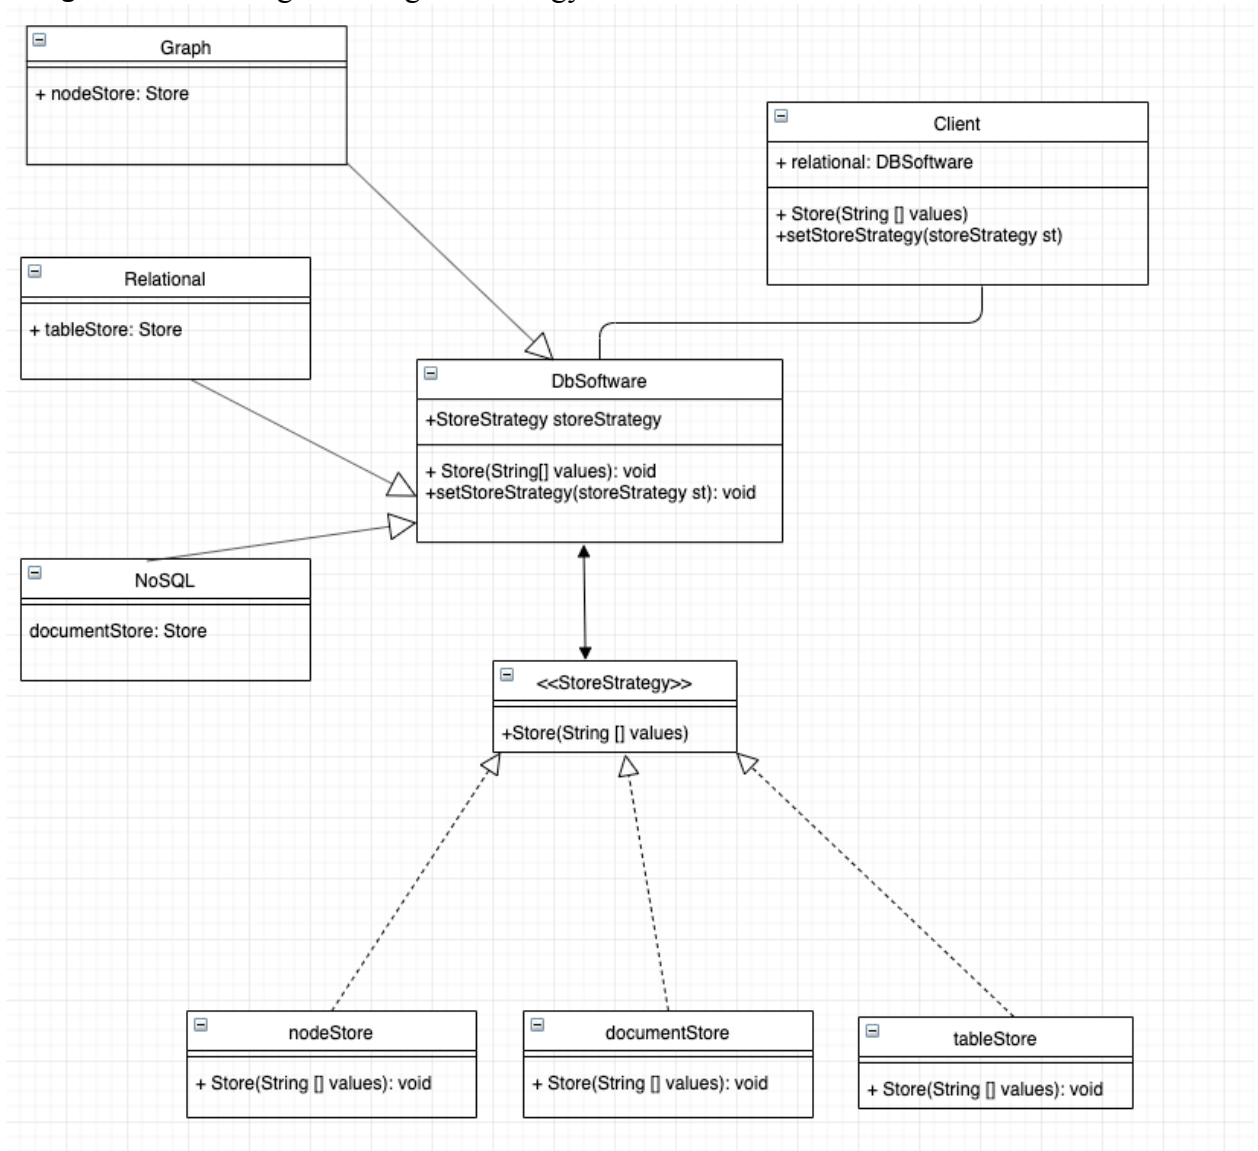 Graph
+ nodeStore: Store
Client
+ relational: DBSoftware
+ Store(String [] values)
+setStoreStrategy(storeStrategy st)
Relational
+ tableStore: Store
DbSoftware
+StoreStrategy storeStrategy
+ Store(String[] values): void
+setStoreStrategy(storeStrategy st): void
NoSQL
documentStore: Store
<<StoreStrategy>>
+Store(String [] values)
nodeStore
+ Store(String [] values): void
documentStore
+ Store(String [] values): void
tableStore
+ Store(String [] values): void